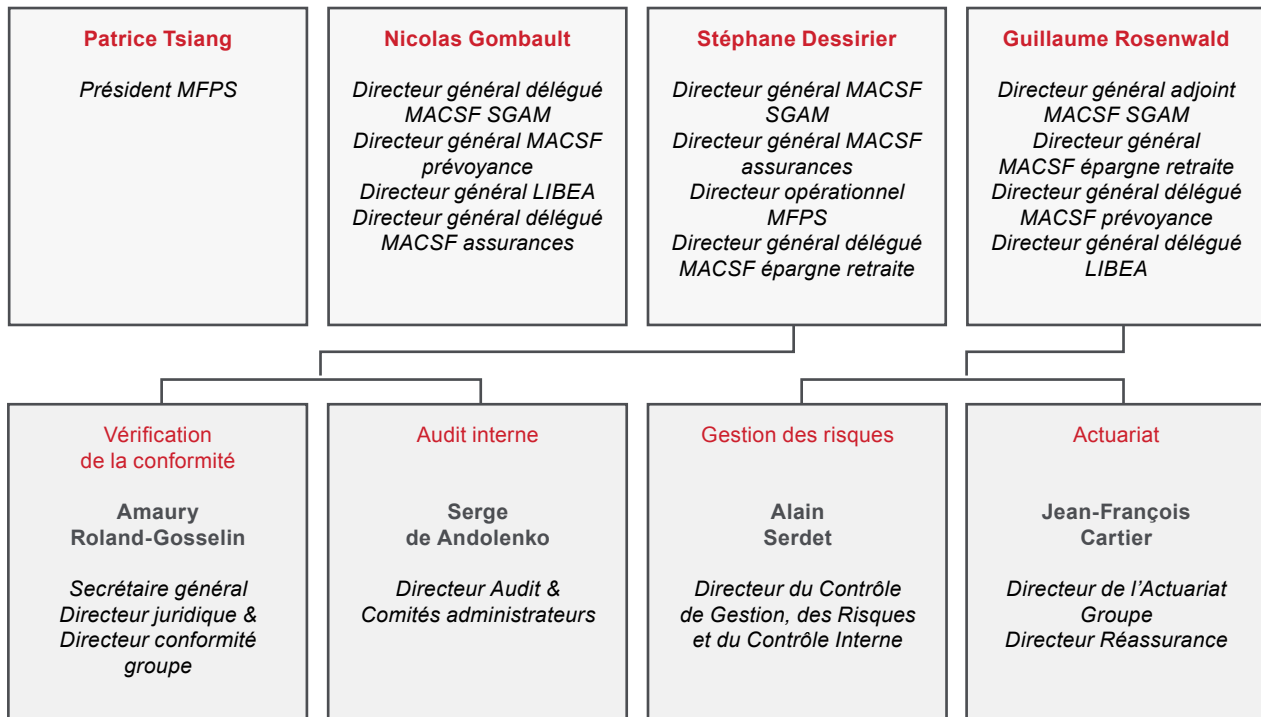 Patrice Tsiang
Président MFPS
Nicolas Gombault
Directeur général délégué
MACSF SGAM
Directeur général MACSF
prévoyance
Directeur général LIBEA
Directeur général délégué
MACSF assurances
Stéphane Dessirier
Directeur général MACSF
SGAM
Directeur général MACSF
assurances
Directeur opérationnel
MFPS
Directeur général délégué
MACSF épargne retraite
Guillaume Rosenwald
Directeur général adjoint
MACSF SGAM
Directeur général
MACSF épargne retraite
Directeur général délégué
MACSF prévoyance
Directeur général délégué
LIBEA
Vérification
de la conformité
Amaury
Roland-Gosselin
Secrétaire général
Directeur juridique &
Directeur conformité
groupe
Audit interne
Serge
de Andolenko
Directeur Audit &
Comités administrateurs
Gestion des risques
Alain
Serdet
Directeur du Contrôle
de Gestion, des Risques
et du Contrôle Interne
Actuariat
Jean-François
Cartier
Directeur de l’Actuariat
Groupe
Directeur Réassurance